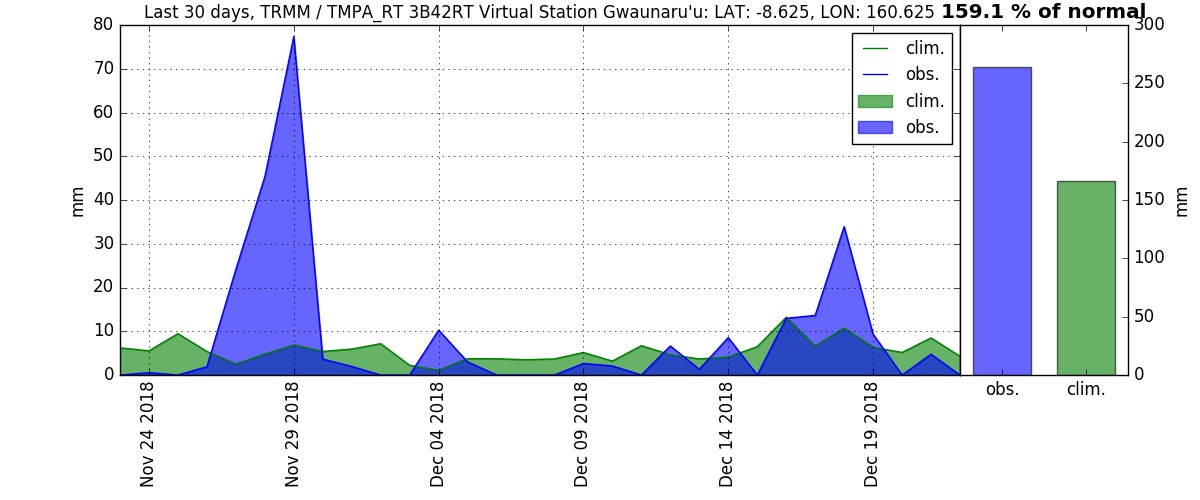 Last 30 days, TRMM / TMPA_RT 3B42RT Virtual Station Gwaunaru'u: LAT: -8.625, LON: 160.625 159.1 % of normal
80
70
60
50
40
30
20
10
0
mm
clim.
obs.
clim.
obs.
Nov 24 2018
Nov 29 2018
Dec 04 2018
Dec 09 2018
Dec 14 2018
Dec 19 2018
300
250
200
150
100
50
0
mm
obs.
clim.